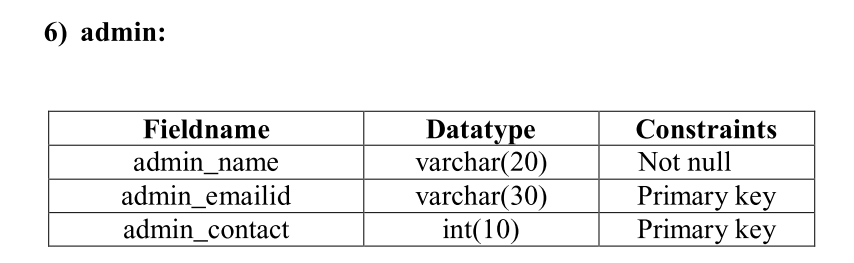 6) admin:
Fieldname Datatype Constraints
admin_name varchar(20) Not null
admin_emailid varchar(30) Primary key
admin_contact int(10) Primary key